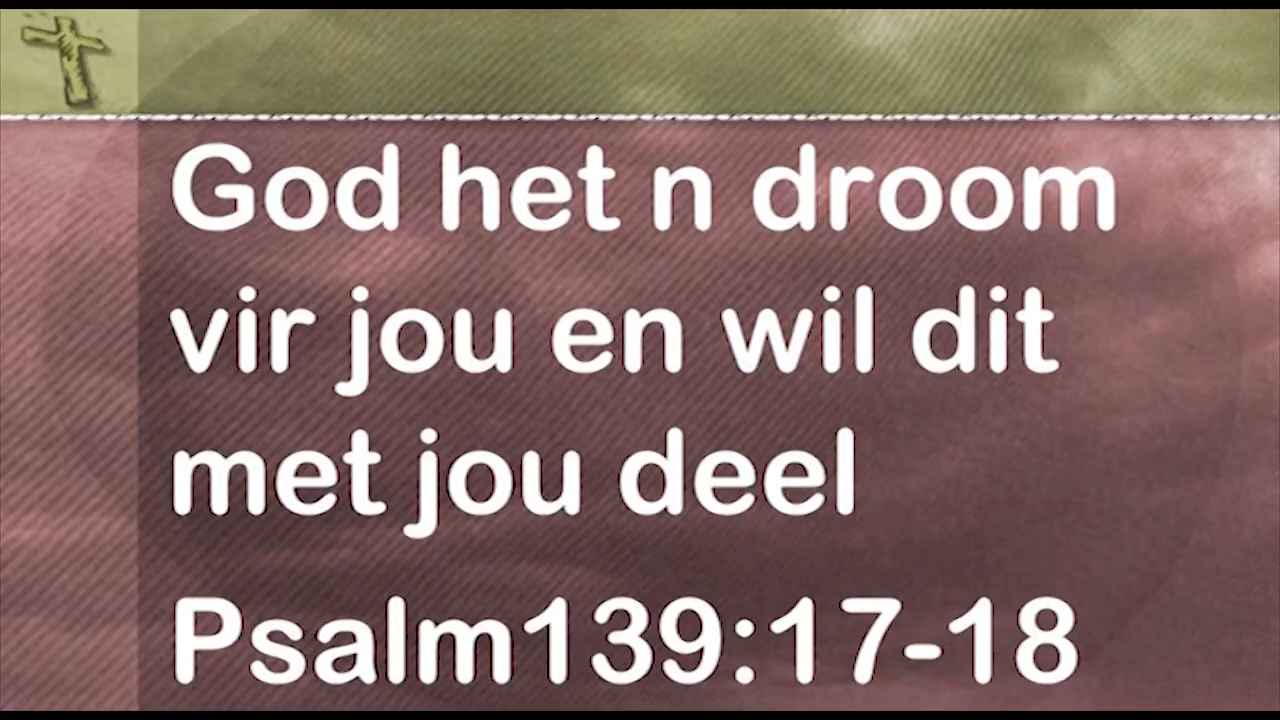 God het n droom
vir jou en wil dit
met jou deel
Psalm139:17-18